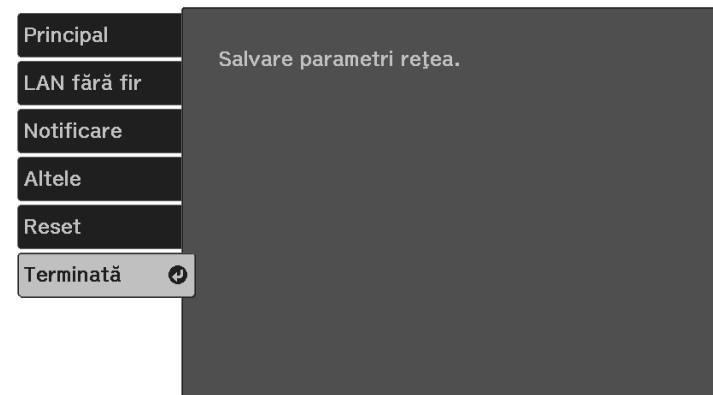 Principal
LAN fără fir
Notificare
Altele
Reset
Terminată
Salvare parametri reţea.